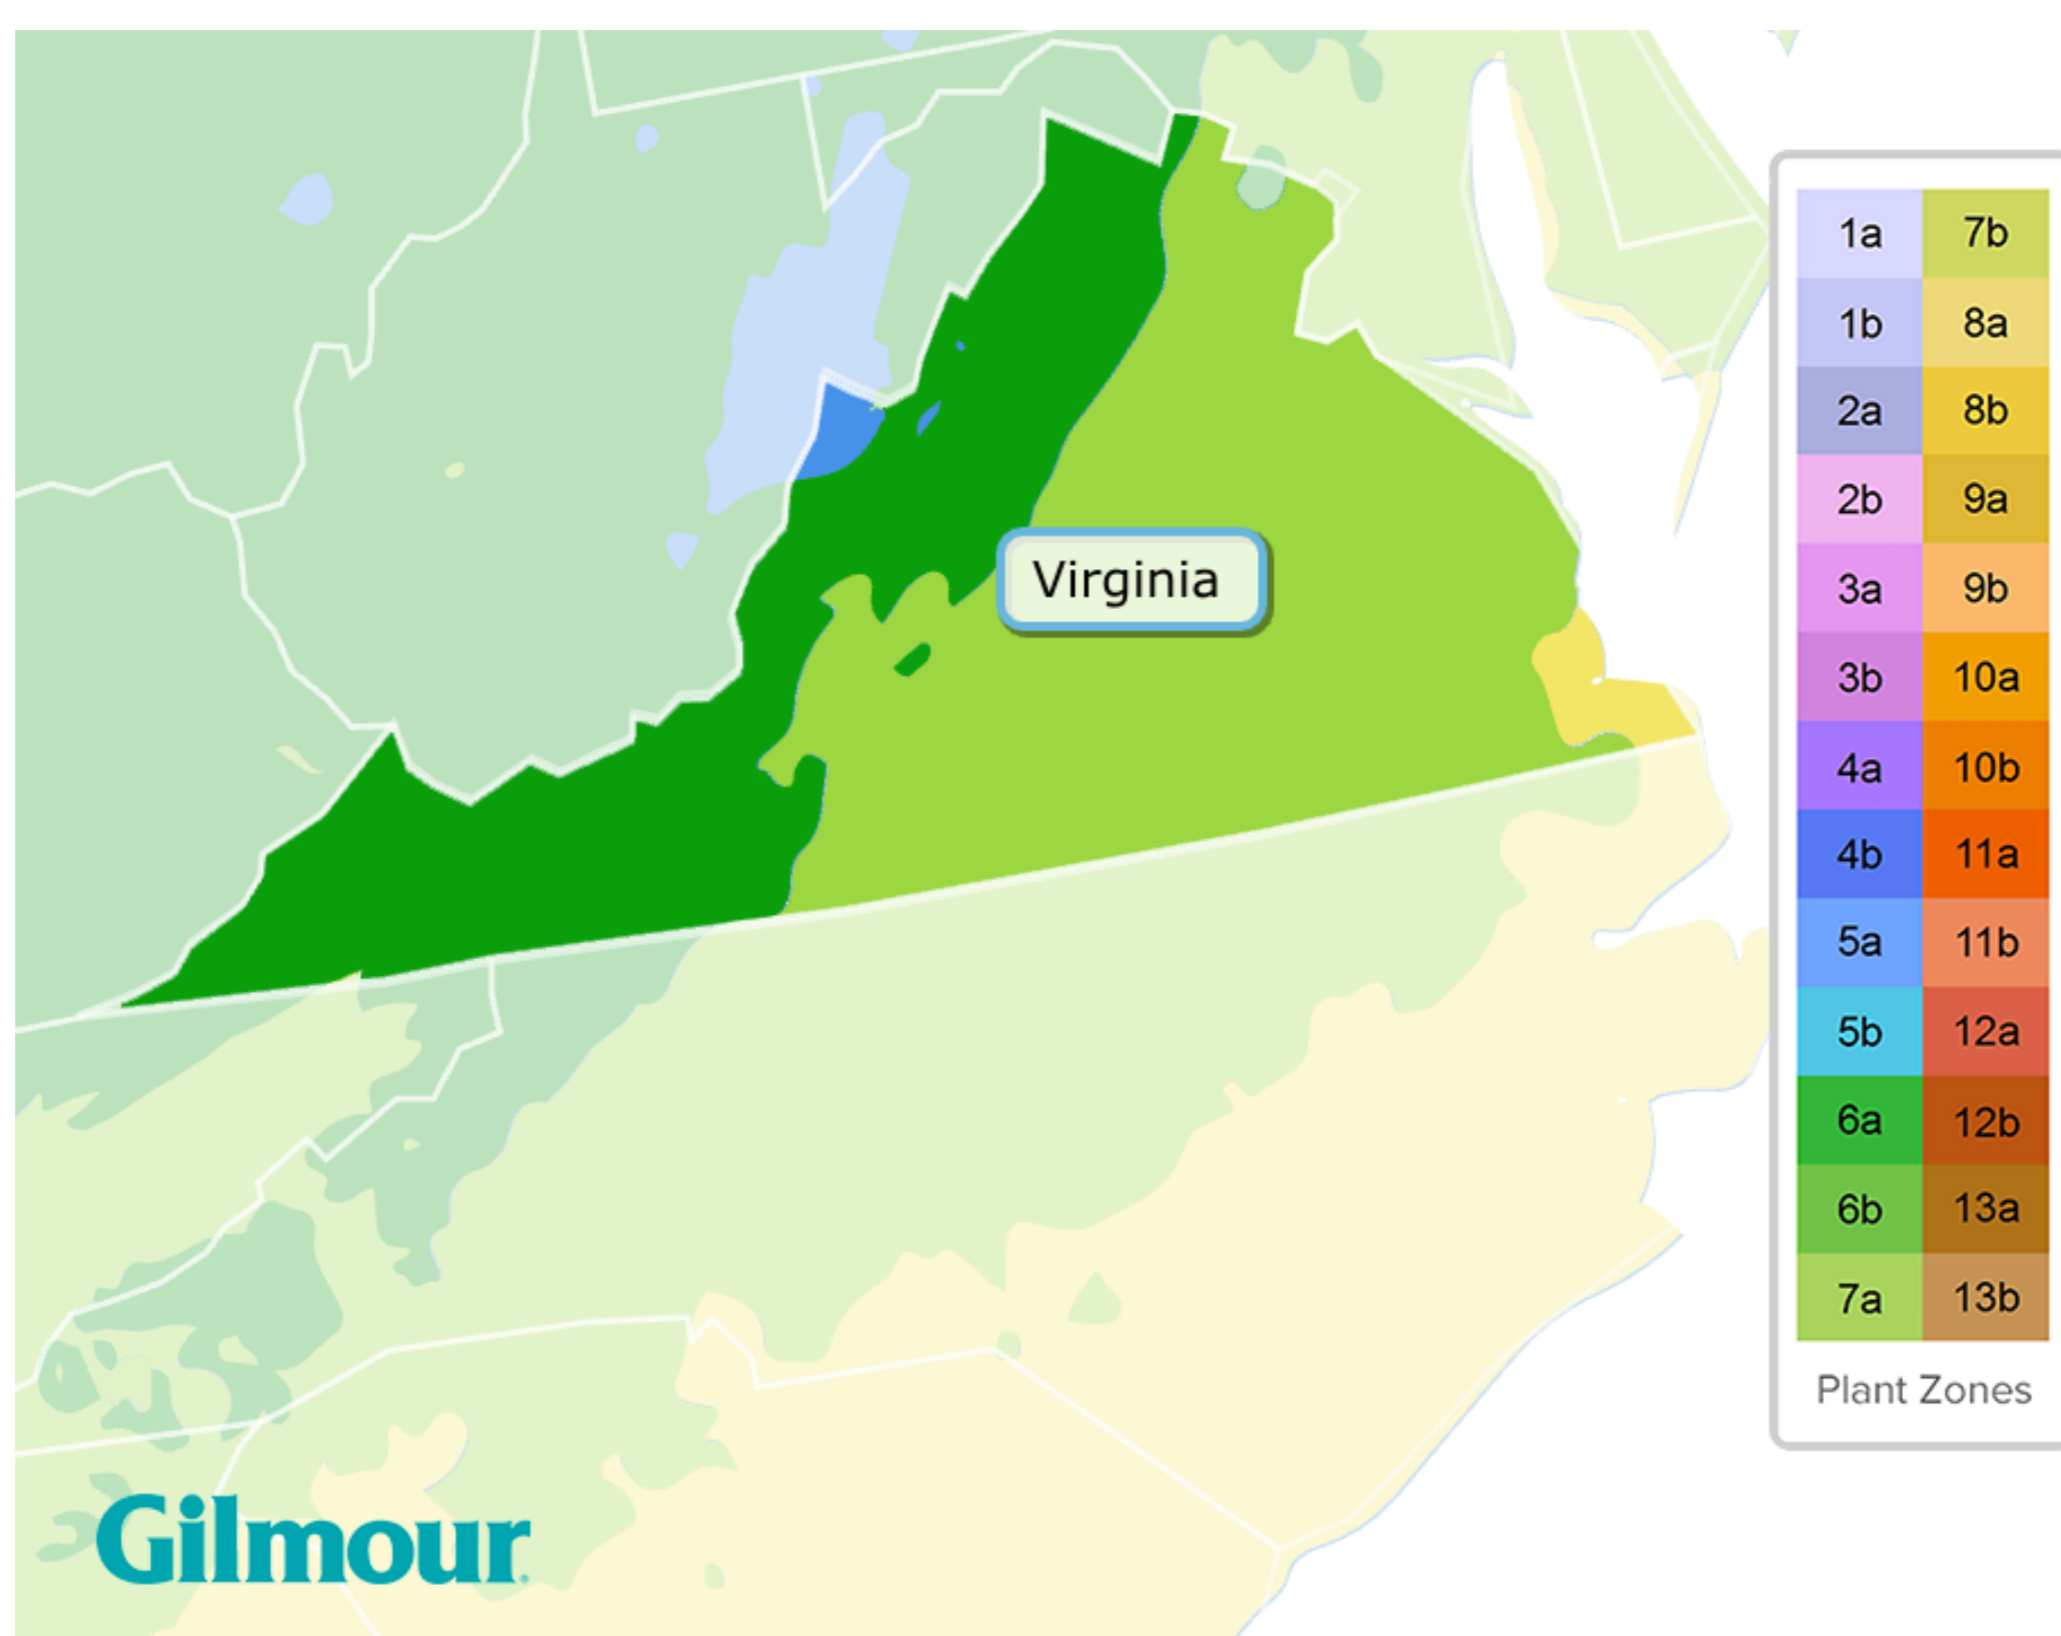 Virginia
1a 7b
1b 8a
2a 8b
2b 9a
3a 9b
3b 10a
4a 10b
4b 11a
5a 11b
5b 12a
6a 12b
6b 13a
7a 13b
Plant Zones
Gilmour